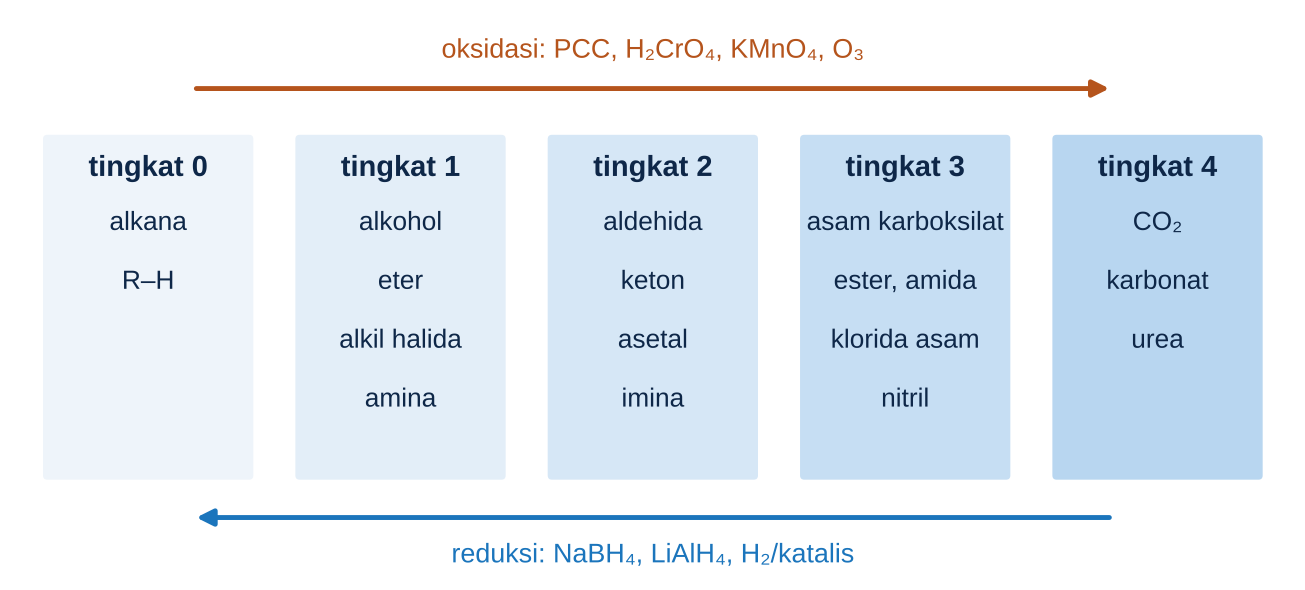 oksidasi: PCC, H₂CrO₄, KMnO₄, O₃
tingkat 0
alkana
R–H
tingkat 1
alkohol
eter
alkil halida
amina
tingkat 2
aldehida
keton
asetal
imina
tingkat 3
asam karboksilat
ester, amida
klorida asam
nitril
tingkat 4
CO₂
karbonat
urea
reduksi: NaBH₄, LiAlH₄, H₂/katalis